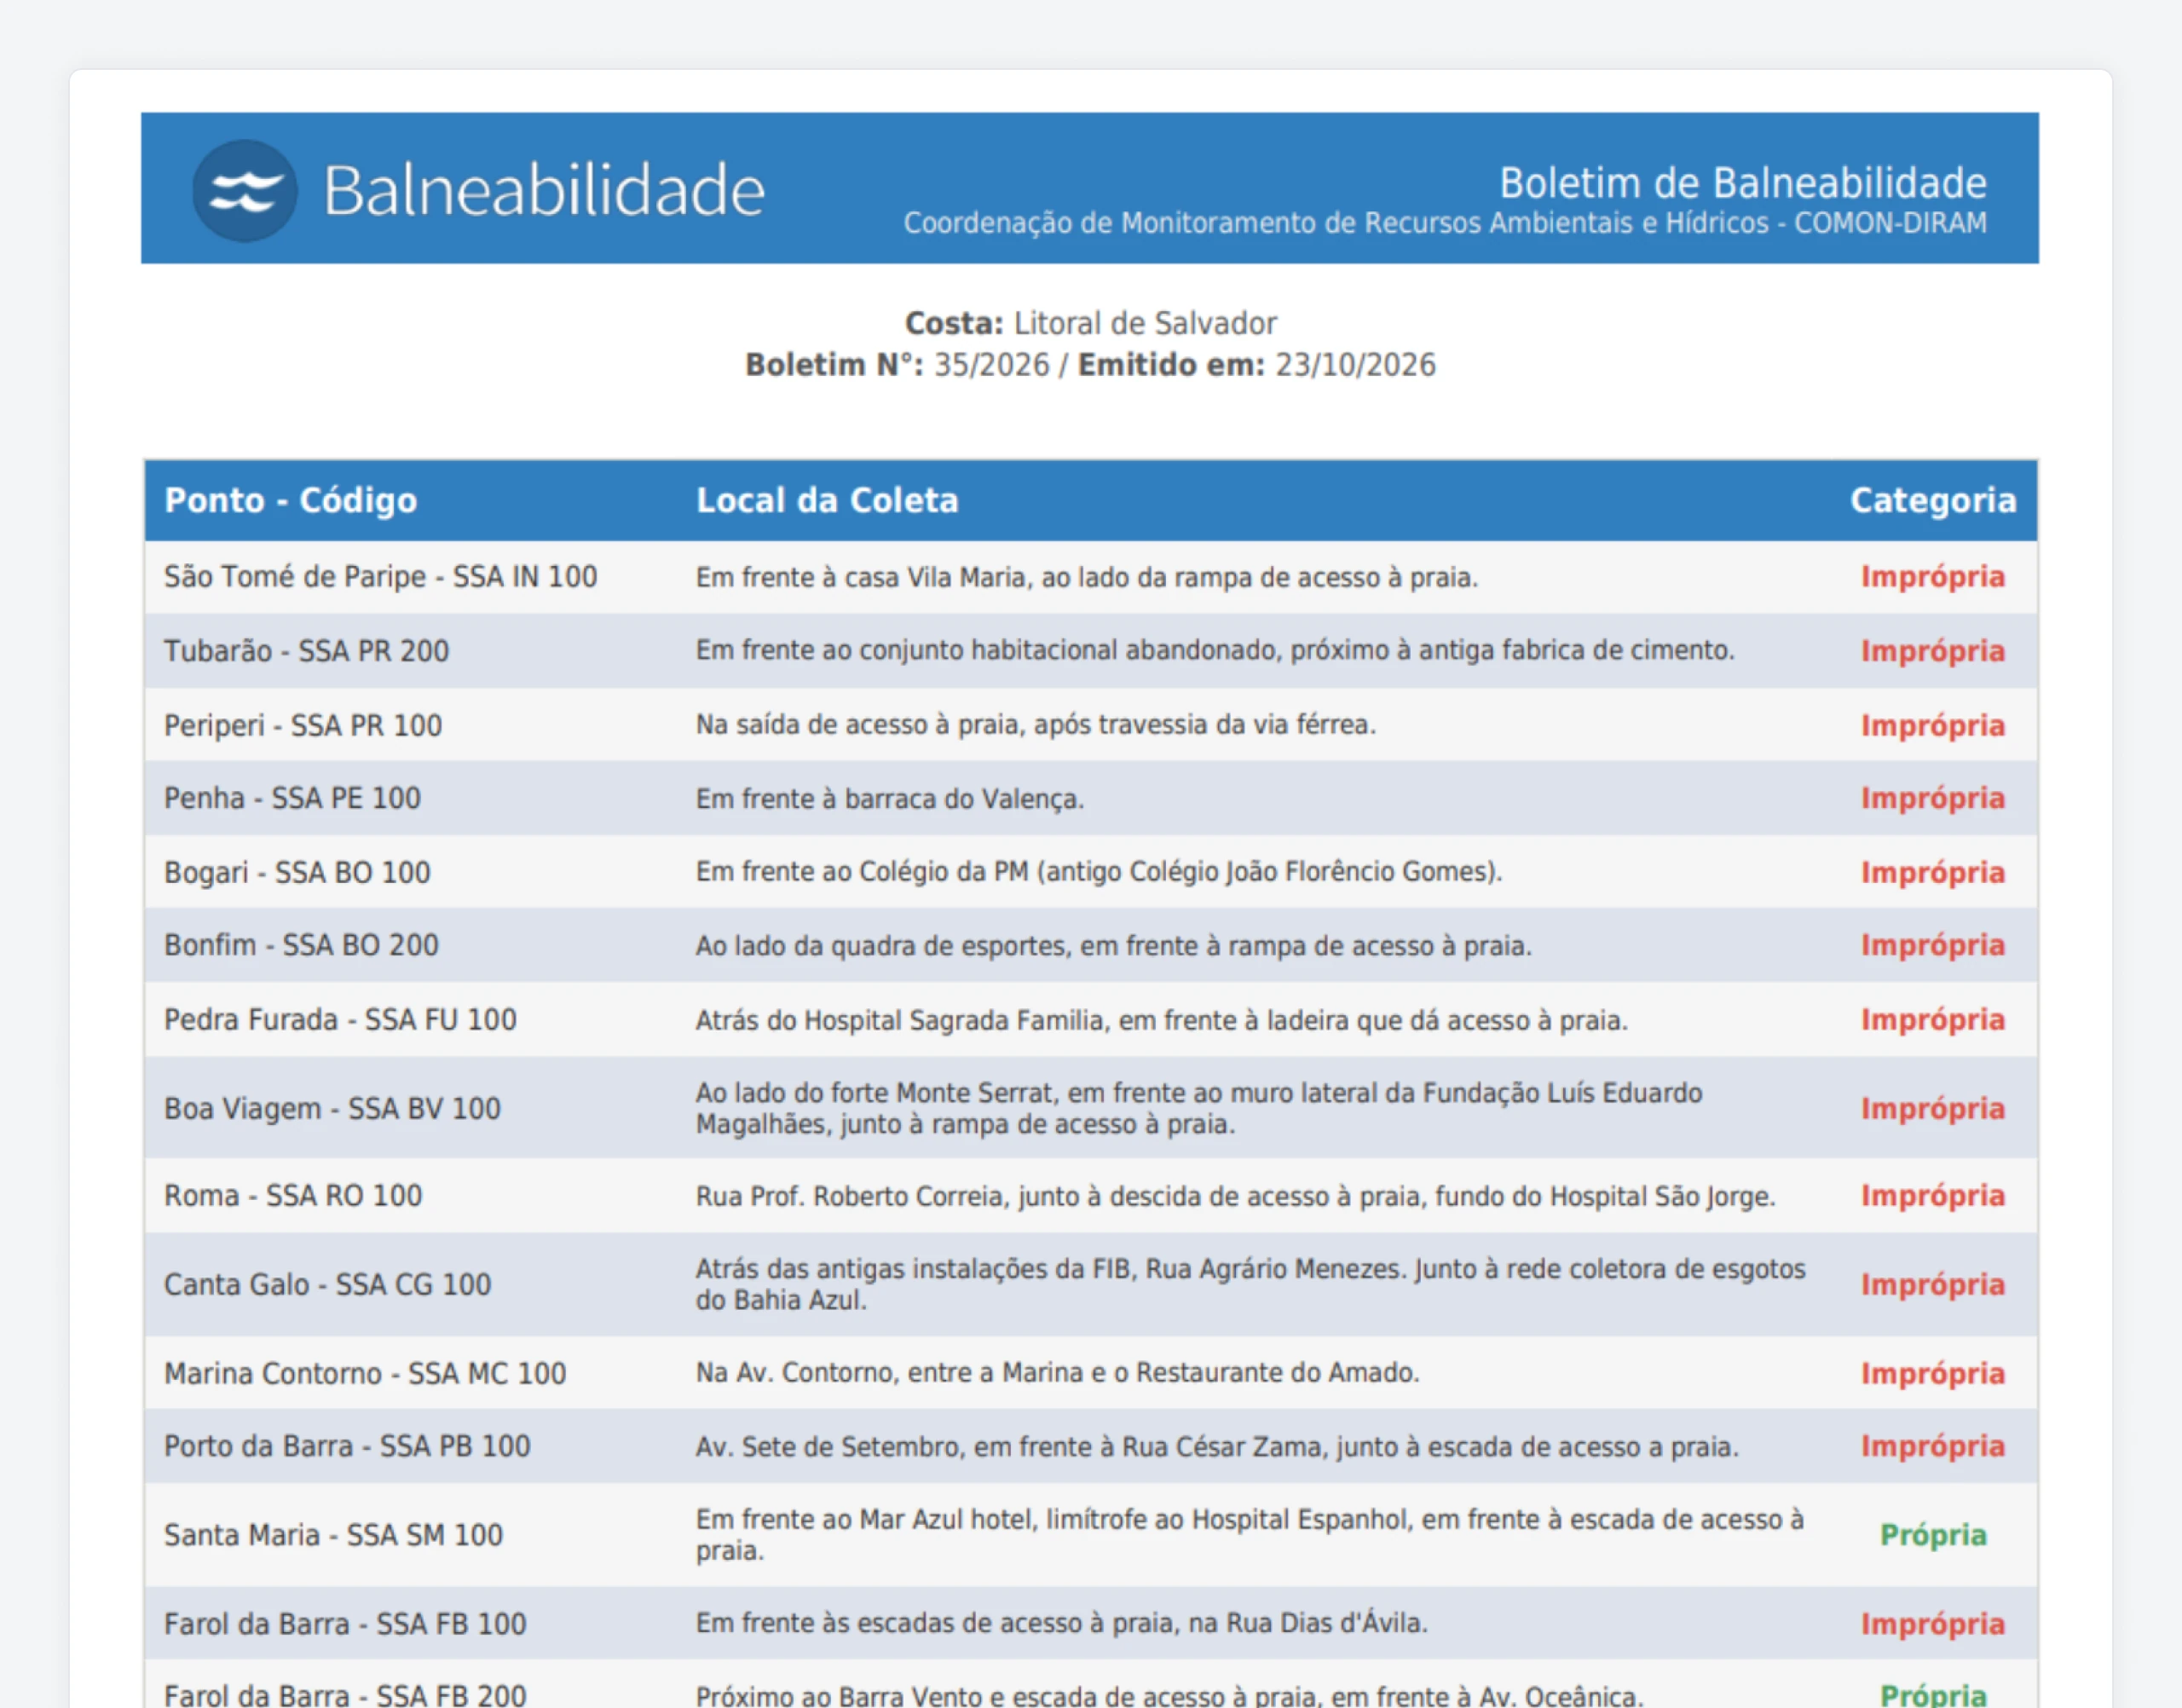 Balneabilidade
Boletim de Balneabilidade
Coordenação de Monitoramento de Recursos Ambientais e Hídricos - COMON-DIRAM
Costa: Litoral de Salvador
Boletim N°: 35/2026 / Emitido em: 23/10/2026
Ponto - Código Local da Coleta Categoria
São Tomé de Paripe - SSA IN 100 Em frente à casa Vila Maria, ao lado da rampa de acesso à praia. Imprópria
Tubarão - SSA PR 200 Em frente ao conjunto habitacional abandonado, próximo à antiga fabrica de cimento. Imprópria
Periperi - SSA PR 100 Na saída de acesso à praia, após travessia da via férrea. Imprópria
Penha - SSA PE 100 Em frente à barraca do Valença. Imprópria
Bogari - SSA BO 100 Em frente ao Colégio da PM (antigo Colégio João Florêncio Gomes). Imprópria
Bonfim - SSA BO 200 Ao lado da quadra de esportes, em frente à rampa de acesso à praia. Imprópria
Pedra Furada - SSA FU 100 Atrás do Hospital Sagrada Familia, em frente à ladeira que dá acesso à praia. Imprópria
Boa Viagem - SSA BV 100 Ao lado do forte Monte Serrat, em frente ao muro lateral da Fundação Luís Eduardo
Magalhães, junto à rampa de acesso à praia. Imprópria
Roma - SSA RO 100 Rua Prof. Roberto Correia, junto à descida de acesso à praia, fundo do Hospital São Jorge. Imprópria
Canta Galo - SSA CG 100 Atrás das antigas instalações da FIB, Rua Agrário Menezes. Junto à rede coletora de esgotos
do Bahia Azul. Imprópria
Marina Contorno - SSA MC 100 Na Av. Contorno, entre a Marina e o Restaurante do Amado. Imprópria
Porto da Barra - SSA PB 100 Av. Sete de Setembro, em frente à Rua César Zama, junto à escada de acesso a praia. Imprópria
Santa Maria - SSA SM 100 Em frente ao Mar Azul hotel, limítrofe ao Hospital Espanhol, em frente à escada de acesso à
praia. Própria
Farol da Barra - SSA FB 100 Em frente às escadas de acesso à praia, na Rua Dias d'Ávila. Imprópria
Farol da Barra - SSA FB 200 Próximo ao Barra Vento e escada de acesso à praia, em frente à Av. Oceânica. Própria